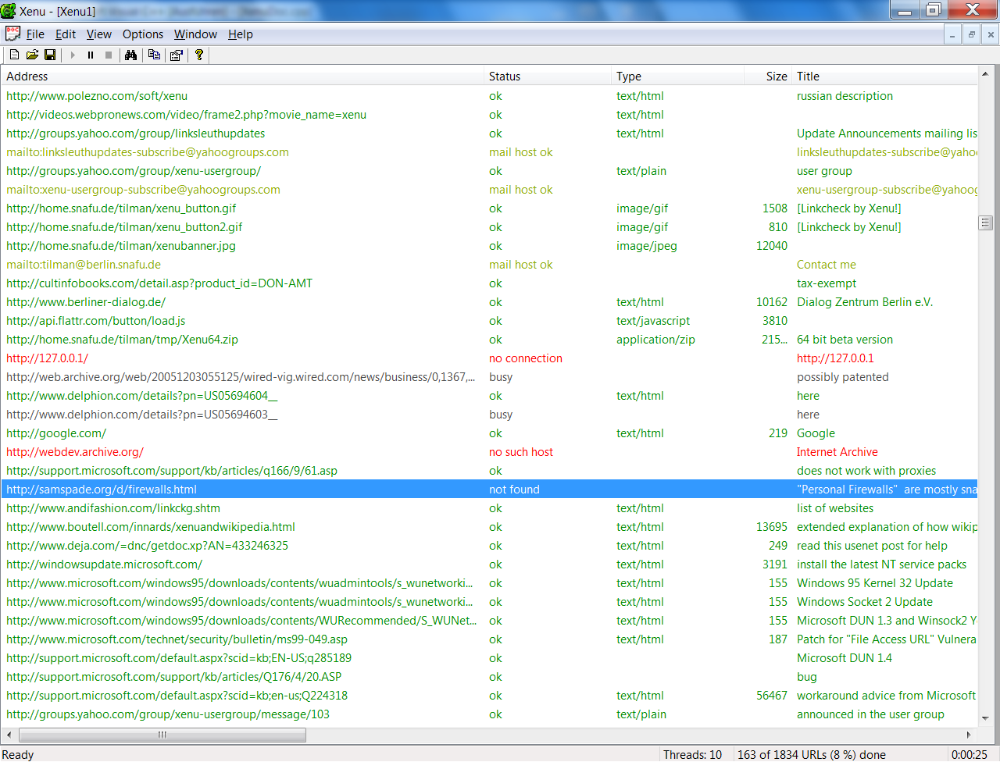 Xenu - [Xenu1]
File Edit View Options Window Help
Address Status Type Size Title
http://www.polezno.com/soft/xenu ok text/html russian description
http://videos.webpronews.com/video/frame2.php?movie_name=xenu ok text/html
http://groups.yahoo.com/group/linksleuthupdates ok text/html Update Announcements mailing lis
mailto:linksleuthupdates-subscribe@yahoogroups.com mail host ok linksleuthupdates-subscribe@yahoo
http://groups.yahoo.com/group/xenu-usergroup/ ok text/plain user group
mailto:xenu-usergroup-subscribe@yahoogroups.com mail host ok xenu-usergroup-subscribe@yahoog
http://home.snafu.de/tilman/xenu_button.gif ok image/gif 1508 [Linkcheck by Xenu!]
http://home.snafu.de/tilman/xenu_button2.gif ok image/gif 810 [Linkcheck by Xenu!]
http://home.snafu.de/tilman/xenubanner.jpg ok image/jpeg 12040
mailto:tilman@berlin.snafu.de mail host ok Contact me
http://cultinfobooks.com/detail.asp?product_id=DON-AMT ok tax-exempt
http://www.berliner-dialog.de/ ok text/html 10162 Dialog Zentrum Berlin e.V.
http://api.flattr.com/button/load.js ok text/javascript 3810
http://home.snafu.de/tilman/tmp/Xenu64.zip ok application/zip 215... 64 bit beta version
http://127.0.0.1/ no connection http://127.0.0.1
http://web.archive.org/web/20051203055125/wired-vig.wired.com/news/business/0,1367,... busy possibly patented
http://www.delphion.com/details?pn=US05694604__ ok text/html here
http://www.delphion.com/details?pn=US05694603__ busy here
http://google.com/ ok text/html 219 Google
http://webdev.archive.org/ no such host Internet Archive
http://support.microsoft.com/support/kb/articles/q166/9/61.asp ok does not work with proxies
http://samspade.org/d/firewalls.html not found "Personal Firewalls" are mostly sna
http://www.andifashion.com/linkckg.shtm ok text/html list of websites
http://www.boutell.com/innards/xenuandwikipedia.html ok text/html 13695 extended explanation of how wikip
http://www.deja.com/=dnc/getdoc.xp?AN=433246325 ok text/html 249 read this usenet post for help
http://windowsupdate.microsoft.com/ ok text/html 3191 install the latest NT service packs
http://www.microsoft.com/windows95/downloads/contents/wuadmintools/s_wunetworki... ok text/html 155 Windows 95 Kernel 32 Update
http://www.microsoft.com/windows95/downloads/contents/wuadmintools/s_wunetworki... ok text/html 155 Windows Socket 2 Update
http://www.microsoft.com/windows95/downloads/contents/WURecommended/S_WUNet... ok text/html 155 Microsoft DUN 1.3 and Winsock2 Y
http://www.microsoft.com/technet/security/bulletin/ms99-049.asp ok text/html 187 Patch for "File Access URL" Vulnera
http://support.microsoft.com/default.aspx?scid=kb;EN-US;q285189 ok Microsoft DUN 1.4
http://support.microsoft.com/support/kb/articles/Q176/4/20.ASP ok bug
http://support.microsoft.com/default.aspx?scid=kb;en-us;Q224318 ok text/html 56467 workaround advice from Microsoft
http://groups.yahoo.com/group/xenu-usergroup/message/103 ok text/plain announced in the user group
Ready Threads: 10 163 of 1834 URLs (8 %) done 0:00:25